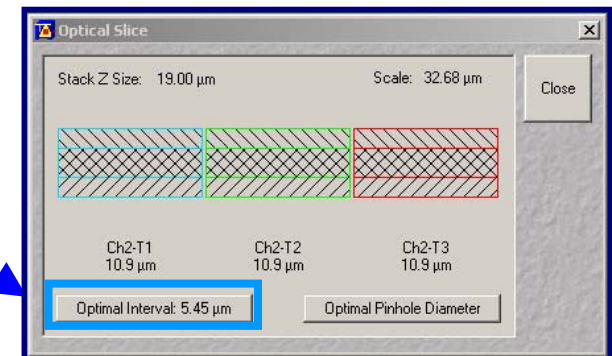 Optical Slice
Stack Z Size: 19.00 µm
Scale: 32.68 µm
Close
Ch2-T1
10.9 µm
Ch2-T2
10.9 µm
Ch2-T3
10.9 µm
Optimal Interval: 5.45 µm
Optimal Pinhole Diameter